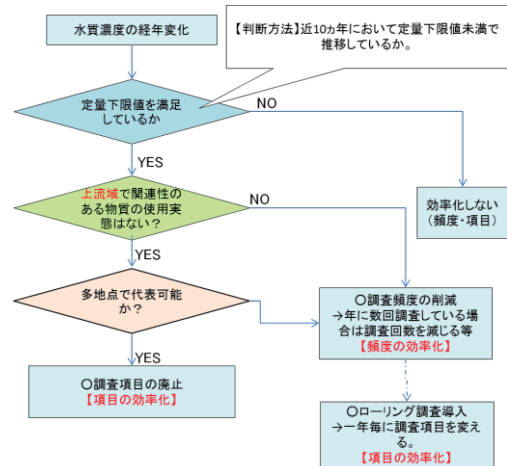 水質濃度の経年変化
【判断方法】近10ヵ年において定量下限値未満で
推移しているか。
定量下限値を満足
しているか
NO
YES
上流域で関連性の
ある物質の使用実
態はない？
NO
効率化しない
（頻度・項目）
YES
多地点で代表可能
か？
〇調査頻度の削減
→年に数回調査している場
合は調査回数を減じる等
【頻度の効率化】
YES
〇調査項目の廃止
【項目の効率化】
〇ローリング調査導入
→一年毎に調査項目を変え
る。
【項目の効率化】